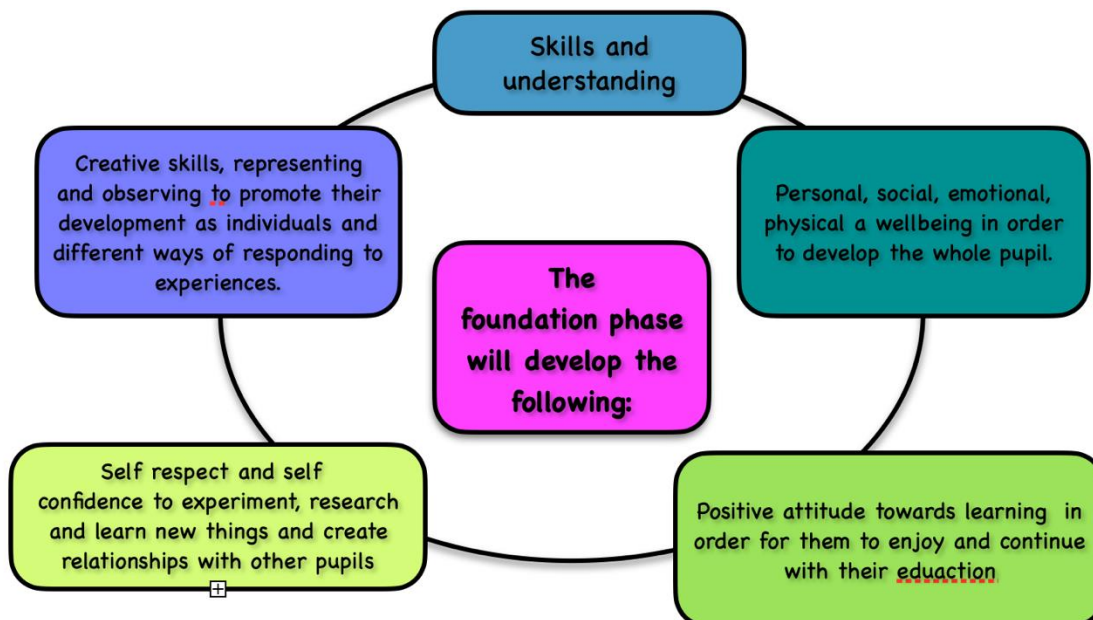 Skills and
understanding
Creative skills, representing
and observing to promote their
development as individuals and
different ways of responding to
experiences.
Personal, social, emotional,
physical a wellbeing in order
to develop the whole pupil.
The
foundation phase
will develop the
following:
Self respect and self
confidence to experiment, research
and learn new things and create
relationships with other pupils
Positive attitude towards learning in
order for them to enjoy and continue
with their eduaction